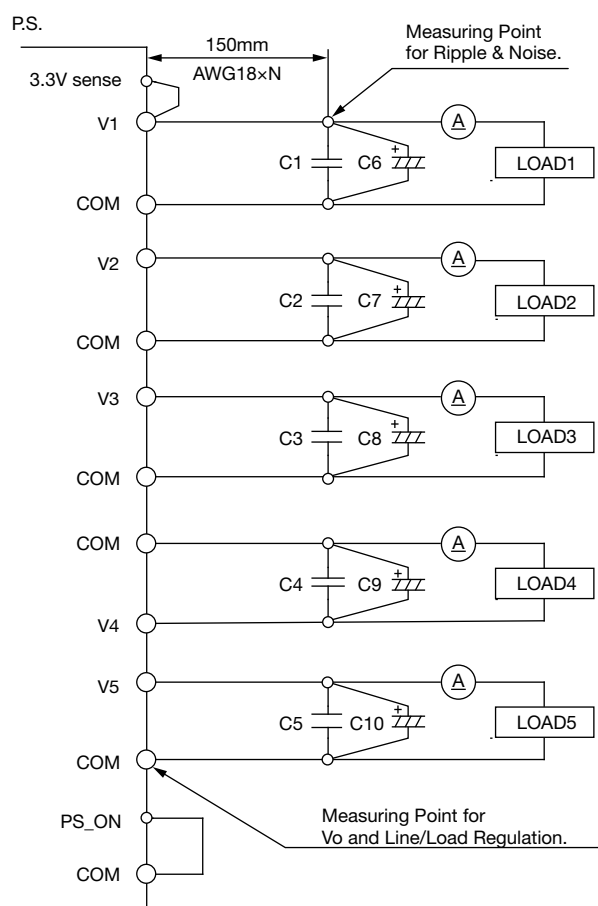 P.S.
Measuring Point
for Ripple & Noise.
150mm
AWG18×N
3.3V sense
V1
A
C1
C6
+
LOAD1
COM
V2
A
C2
C7
+
LOAD2
COM
V3
A
C3
C8
+
LOAD3
COM
COM
A
C4
C9
+
LOAD4
V4
V5
A
C5
C10
+
LOAD5
COM
PS_ON
Measuring Point for
Vo and Line/Load Regulation.
COM